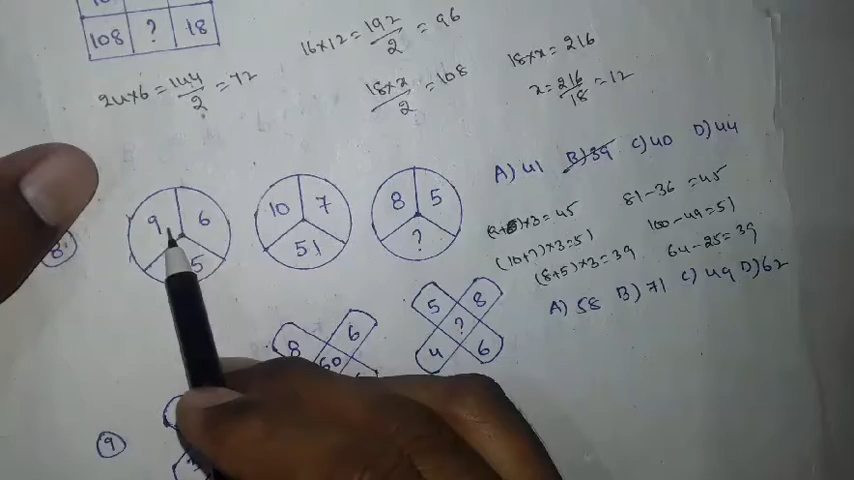 108 ? 18
24×6 = 144/2 = 72
16×12 = 192/2 = 96
18×x/2 = 108
18×x = 216
x = 216/18 = 12
8
9 6 5
10 7 51
8 5 ?
A) 41 B) 39 C) 40 D) 44
×3 = 45
81-36 = 45
(10+7)×3 = 51
100-49 = 51
(8+5)×3 = 39
64-25 = 39
A) 58 B) 71 C) 49 D) 62
8 6
60
5 8
?
4 6
9